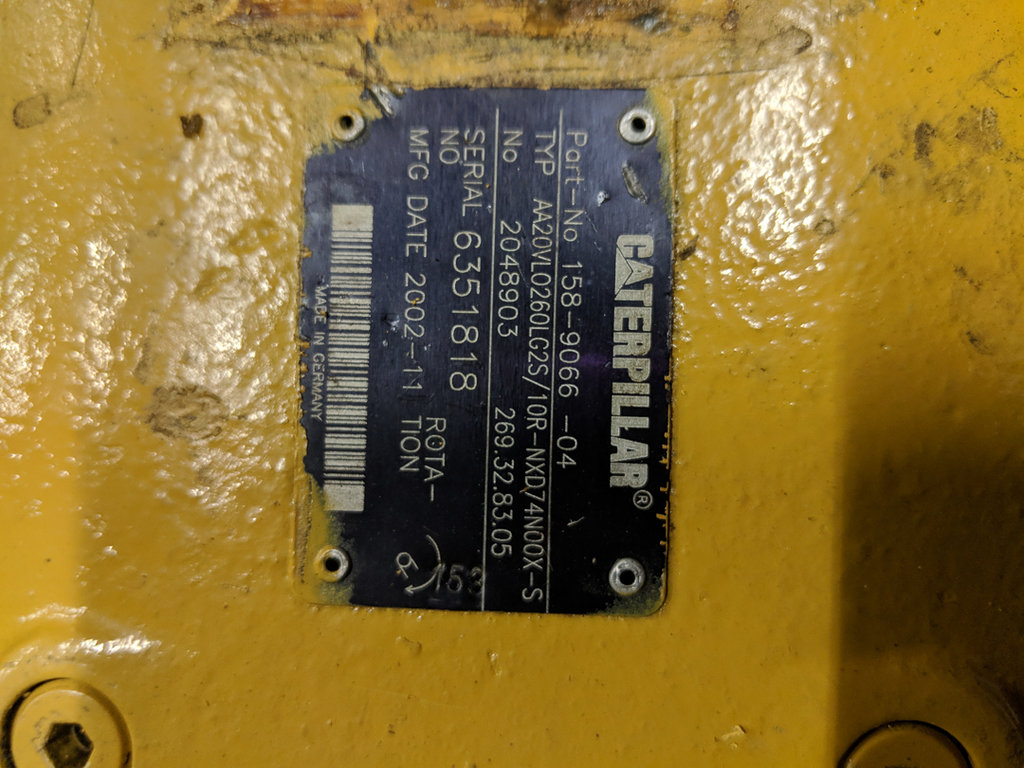 CATERPILLAR®
Part-No 158-9066 -04
TYP AA20VLO260LG2S/10R-NXD74N00X-S
No 2048903 269.32.83.05
SERIAL NO 6351818
MFG DATE 2002-11
ROTA-
TION
153
MADE IN GERMANY